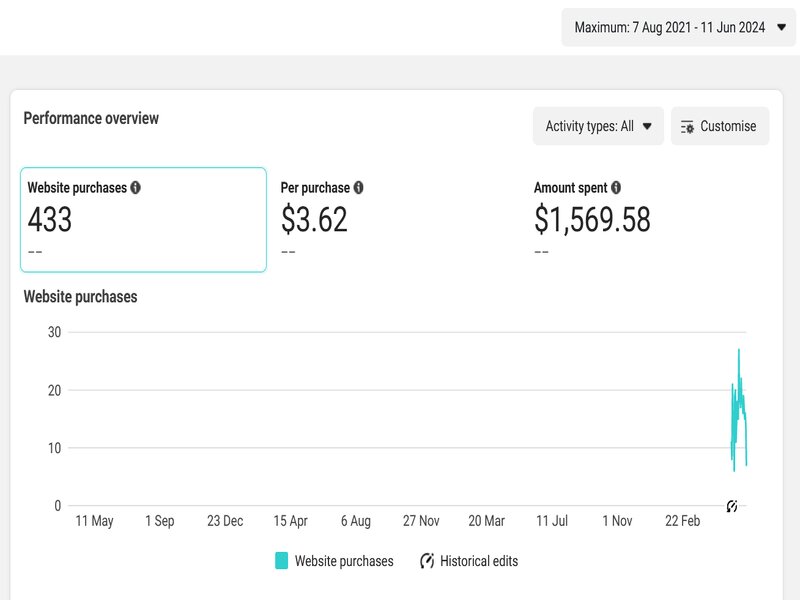 Maximum: 7 Aug 2021 - 11 Jun 2024
Performance overview
Activity types: All
Customise
Website purchases
433
--
Per purchase
$3.62
--
Amount spent
$1,569.58
--
Website purchases
30
20
10
0
11 May 1 Sep 23 Dec 15 Apr 6 Aug 27 Nov 20 Mar 11 Jul 1 Nov 22 Feb
Website purchases Historical edits